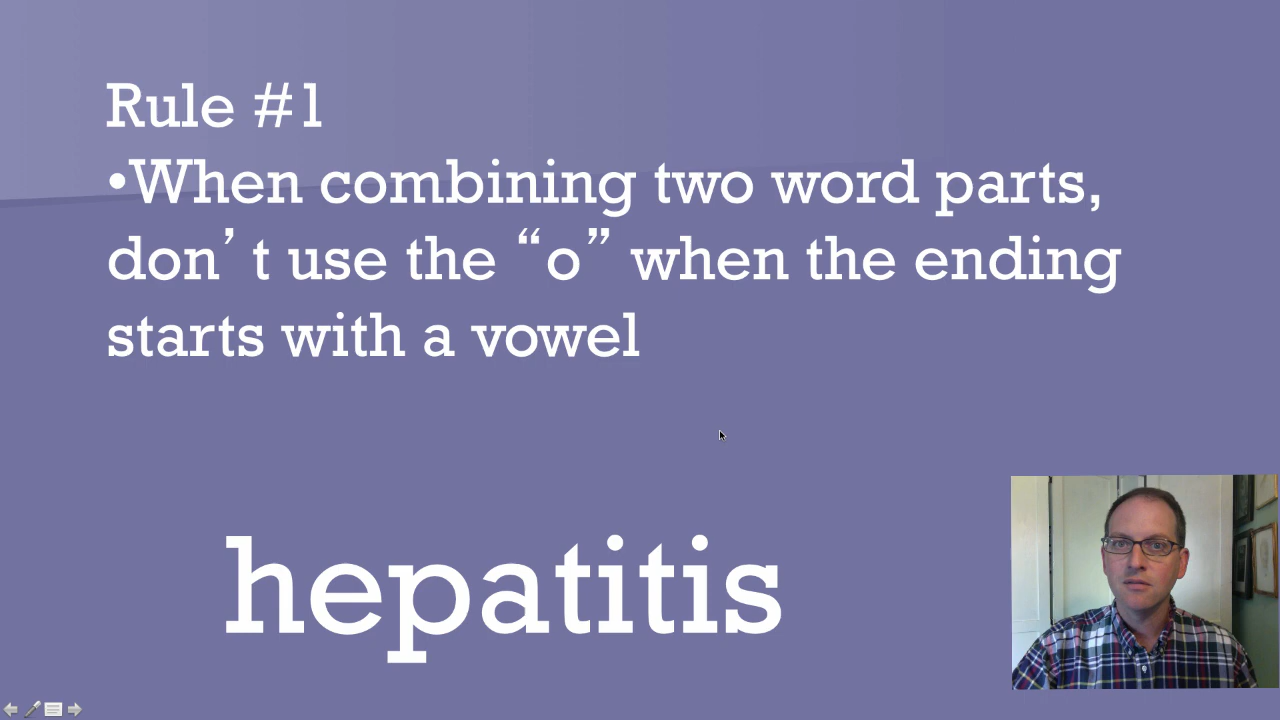 Rule #1
•When combining two word parts,
don’t use the “o” when the ending
starts with a vowel
hepatitis